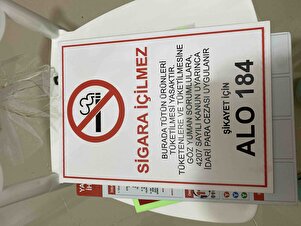 SİGARA İÇİLMEZ
BURADA TÜTÜN ÜRÜNLERİ
TÜKETİLMESİ YASAKTIR.
TÜKETENLERE VE TÜKETİLMESİNE
GÖZ YUMAN SORUMLULARA,
4207 SAYILI KANUN UYARINCA
İDARİ PARA CEZASI UYGULANIR
ŞİKAYET İÇİN
ALO 184